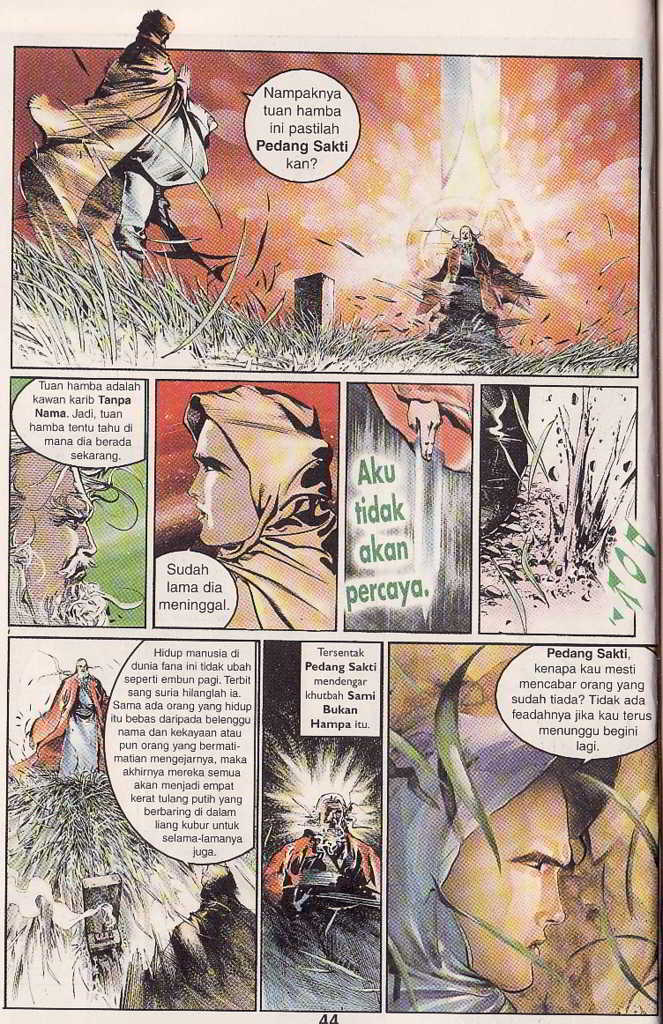 Nampaknya
tuan hamba
ini pastilah
Pedang Sakti
kan?
Tuan hamba adalah
kawan karib Tanpa
Nama. Jadi, tuan
hamba tentu tahu di
mana dia berada
sekarang.
Sudah
lama dia
meninggal.
Aku
tidak
akan
percaya.
Hidup manusia di
dunia fana ini tidak ubah
seperti embun pagi. Terbit
sang suria hilanglah ia.
Sama ada orang yang hidup
itu bebas daripada belenggu
nama dan kekayaan atau
pun orang yang bermati-
matian mengejarnya, maka
akhirnya mereka semua
akan menjadi empat
kerat tulang putih yang
berbaring di dalam
liang kubur untuk
selama-lamanya
juga.
Tersentak
Pedang Sakti
mendengar
khutbah Sami
Bukan
Hampa itu.
Pedang Sakti,
kenapa kau mesti
mencabar orang yang
sudah tiada? Tidak ada
feadahnya jika kau terus
menunggu begini
lagi.
44